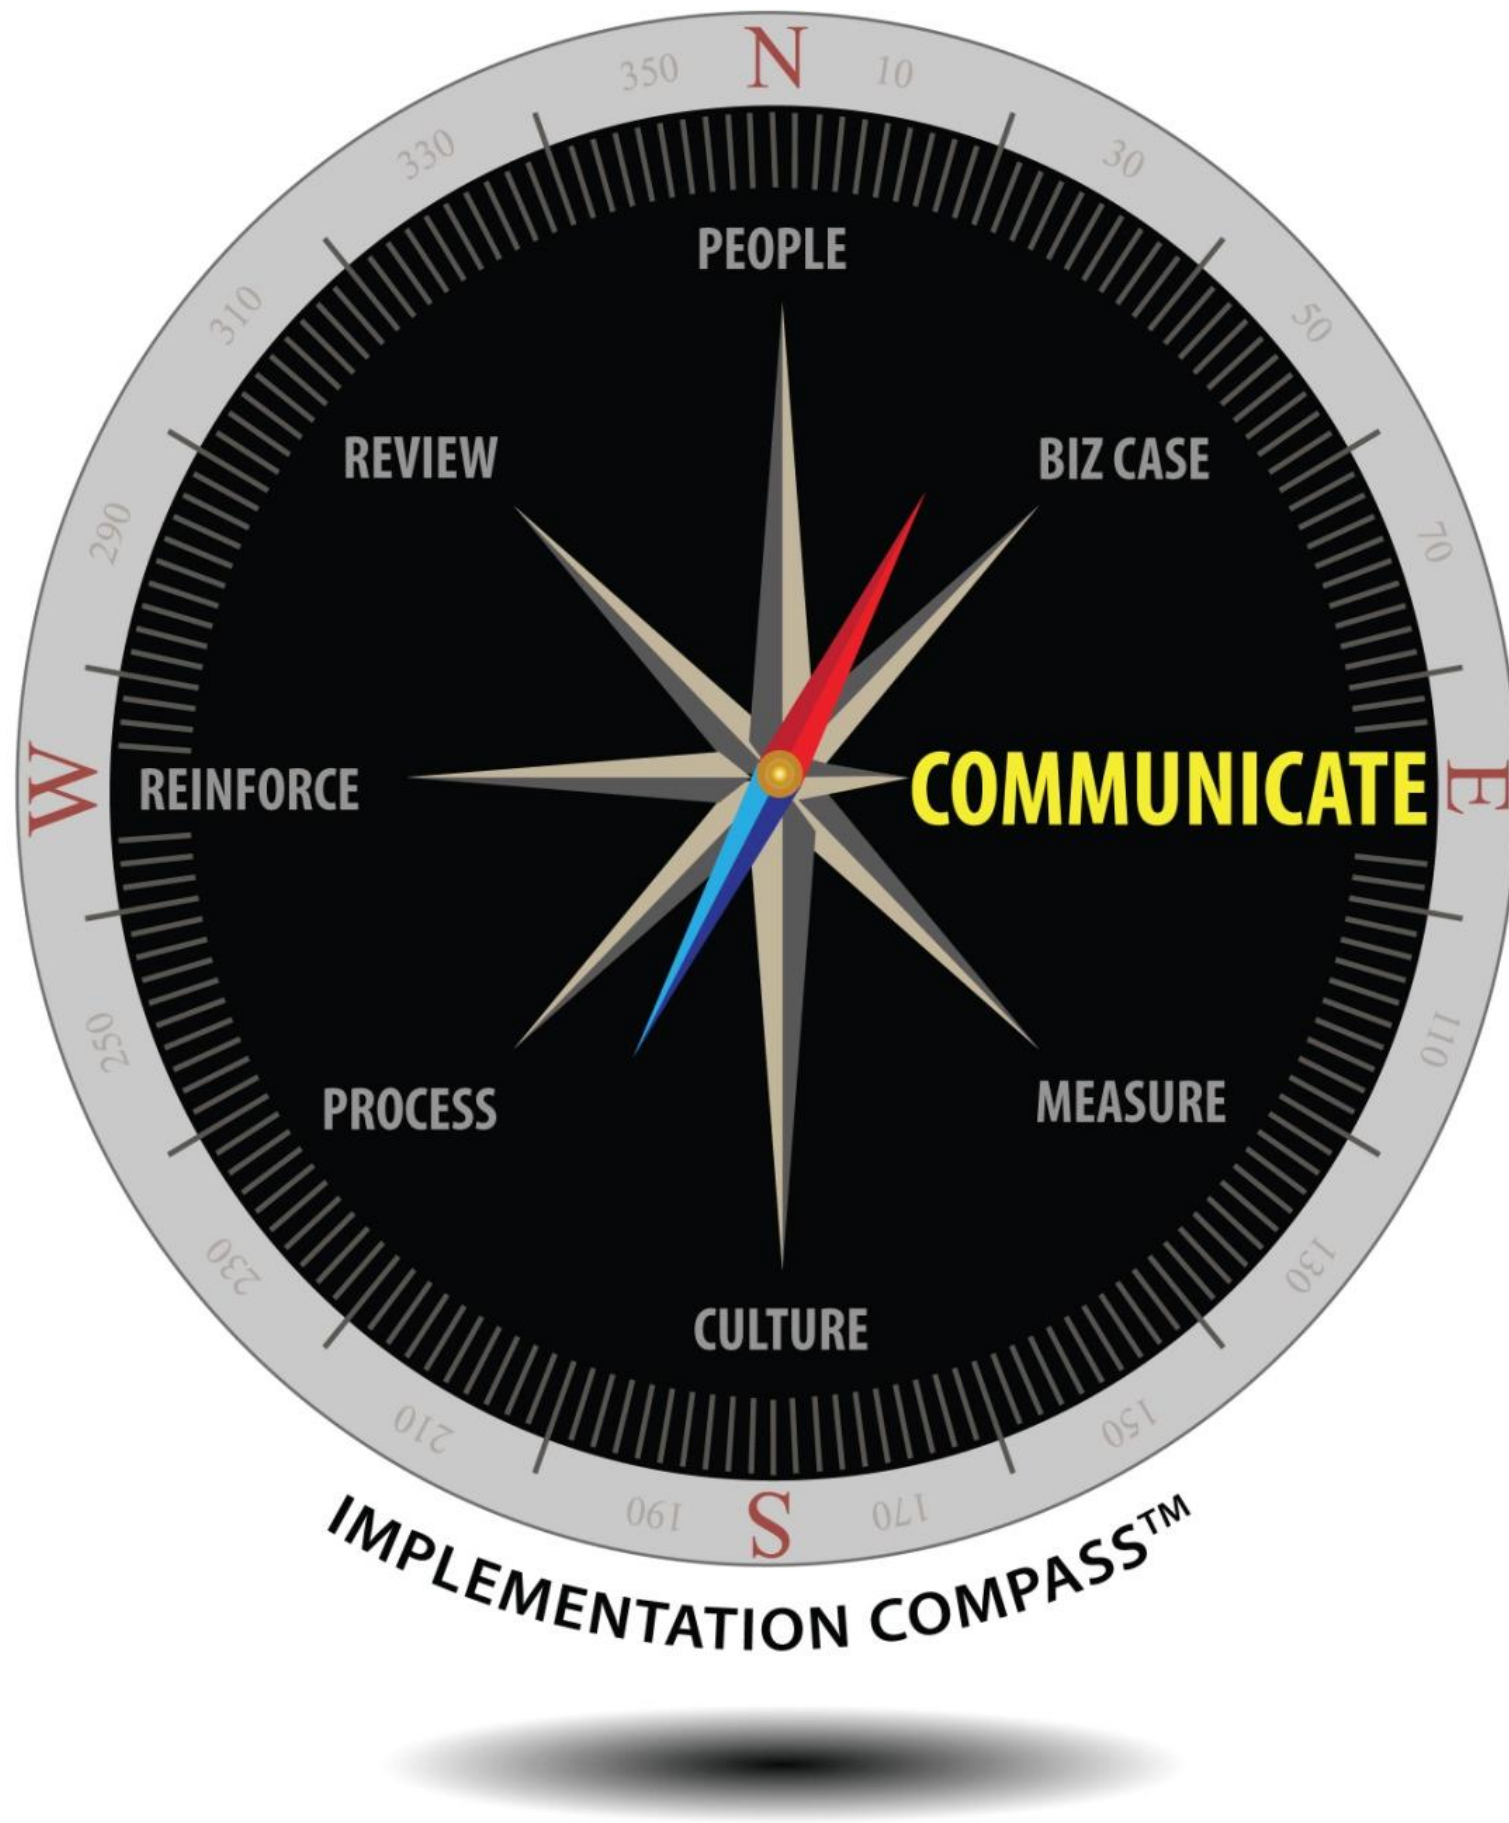 350 N 10
330 30
310 50
PEOPLE
REVIEW BIZ CASE
290 70
W REINFORCE COMMUNICATE E
250 110
PROCESS MEASURE
230 130
CULTURE
210 150
190 S 170
IMPLEMENTATION COMPASS™